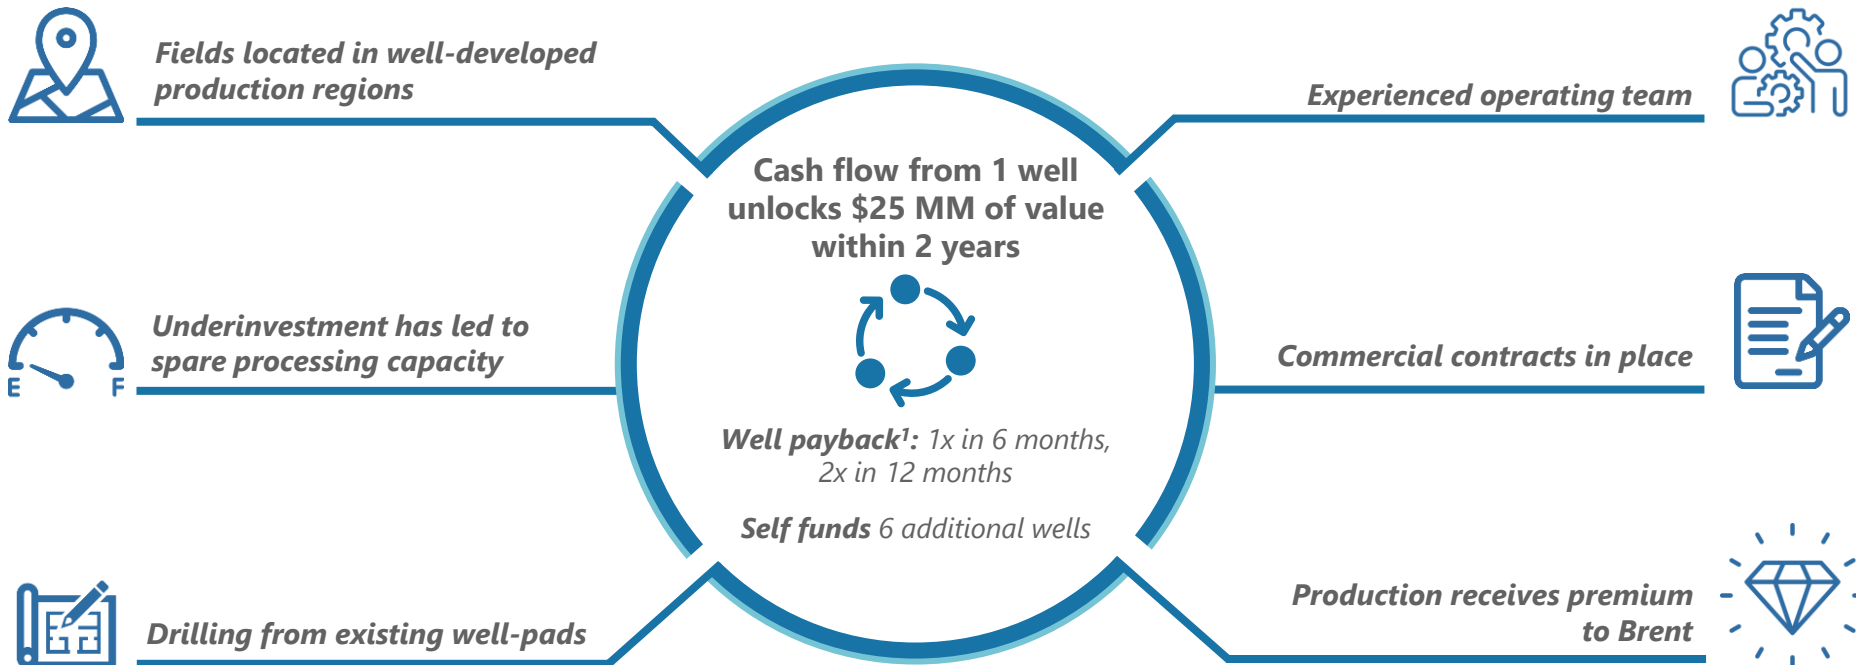 Fields located in well-developed
production regions
Experienced operating team
Cash flow from 1 well
unlocks $25 MM of value
within 2 years
Underinvestment has led to
spare processing capacity
E F
Commercial contracts in place
Well payback¹: 1x in 6 months,
2x in 12 months
Self funds 6 additional wells
Drilling from existing well-pads
Production receives premium
to Brent